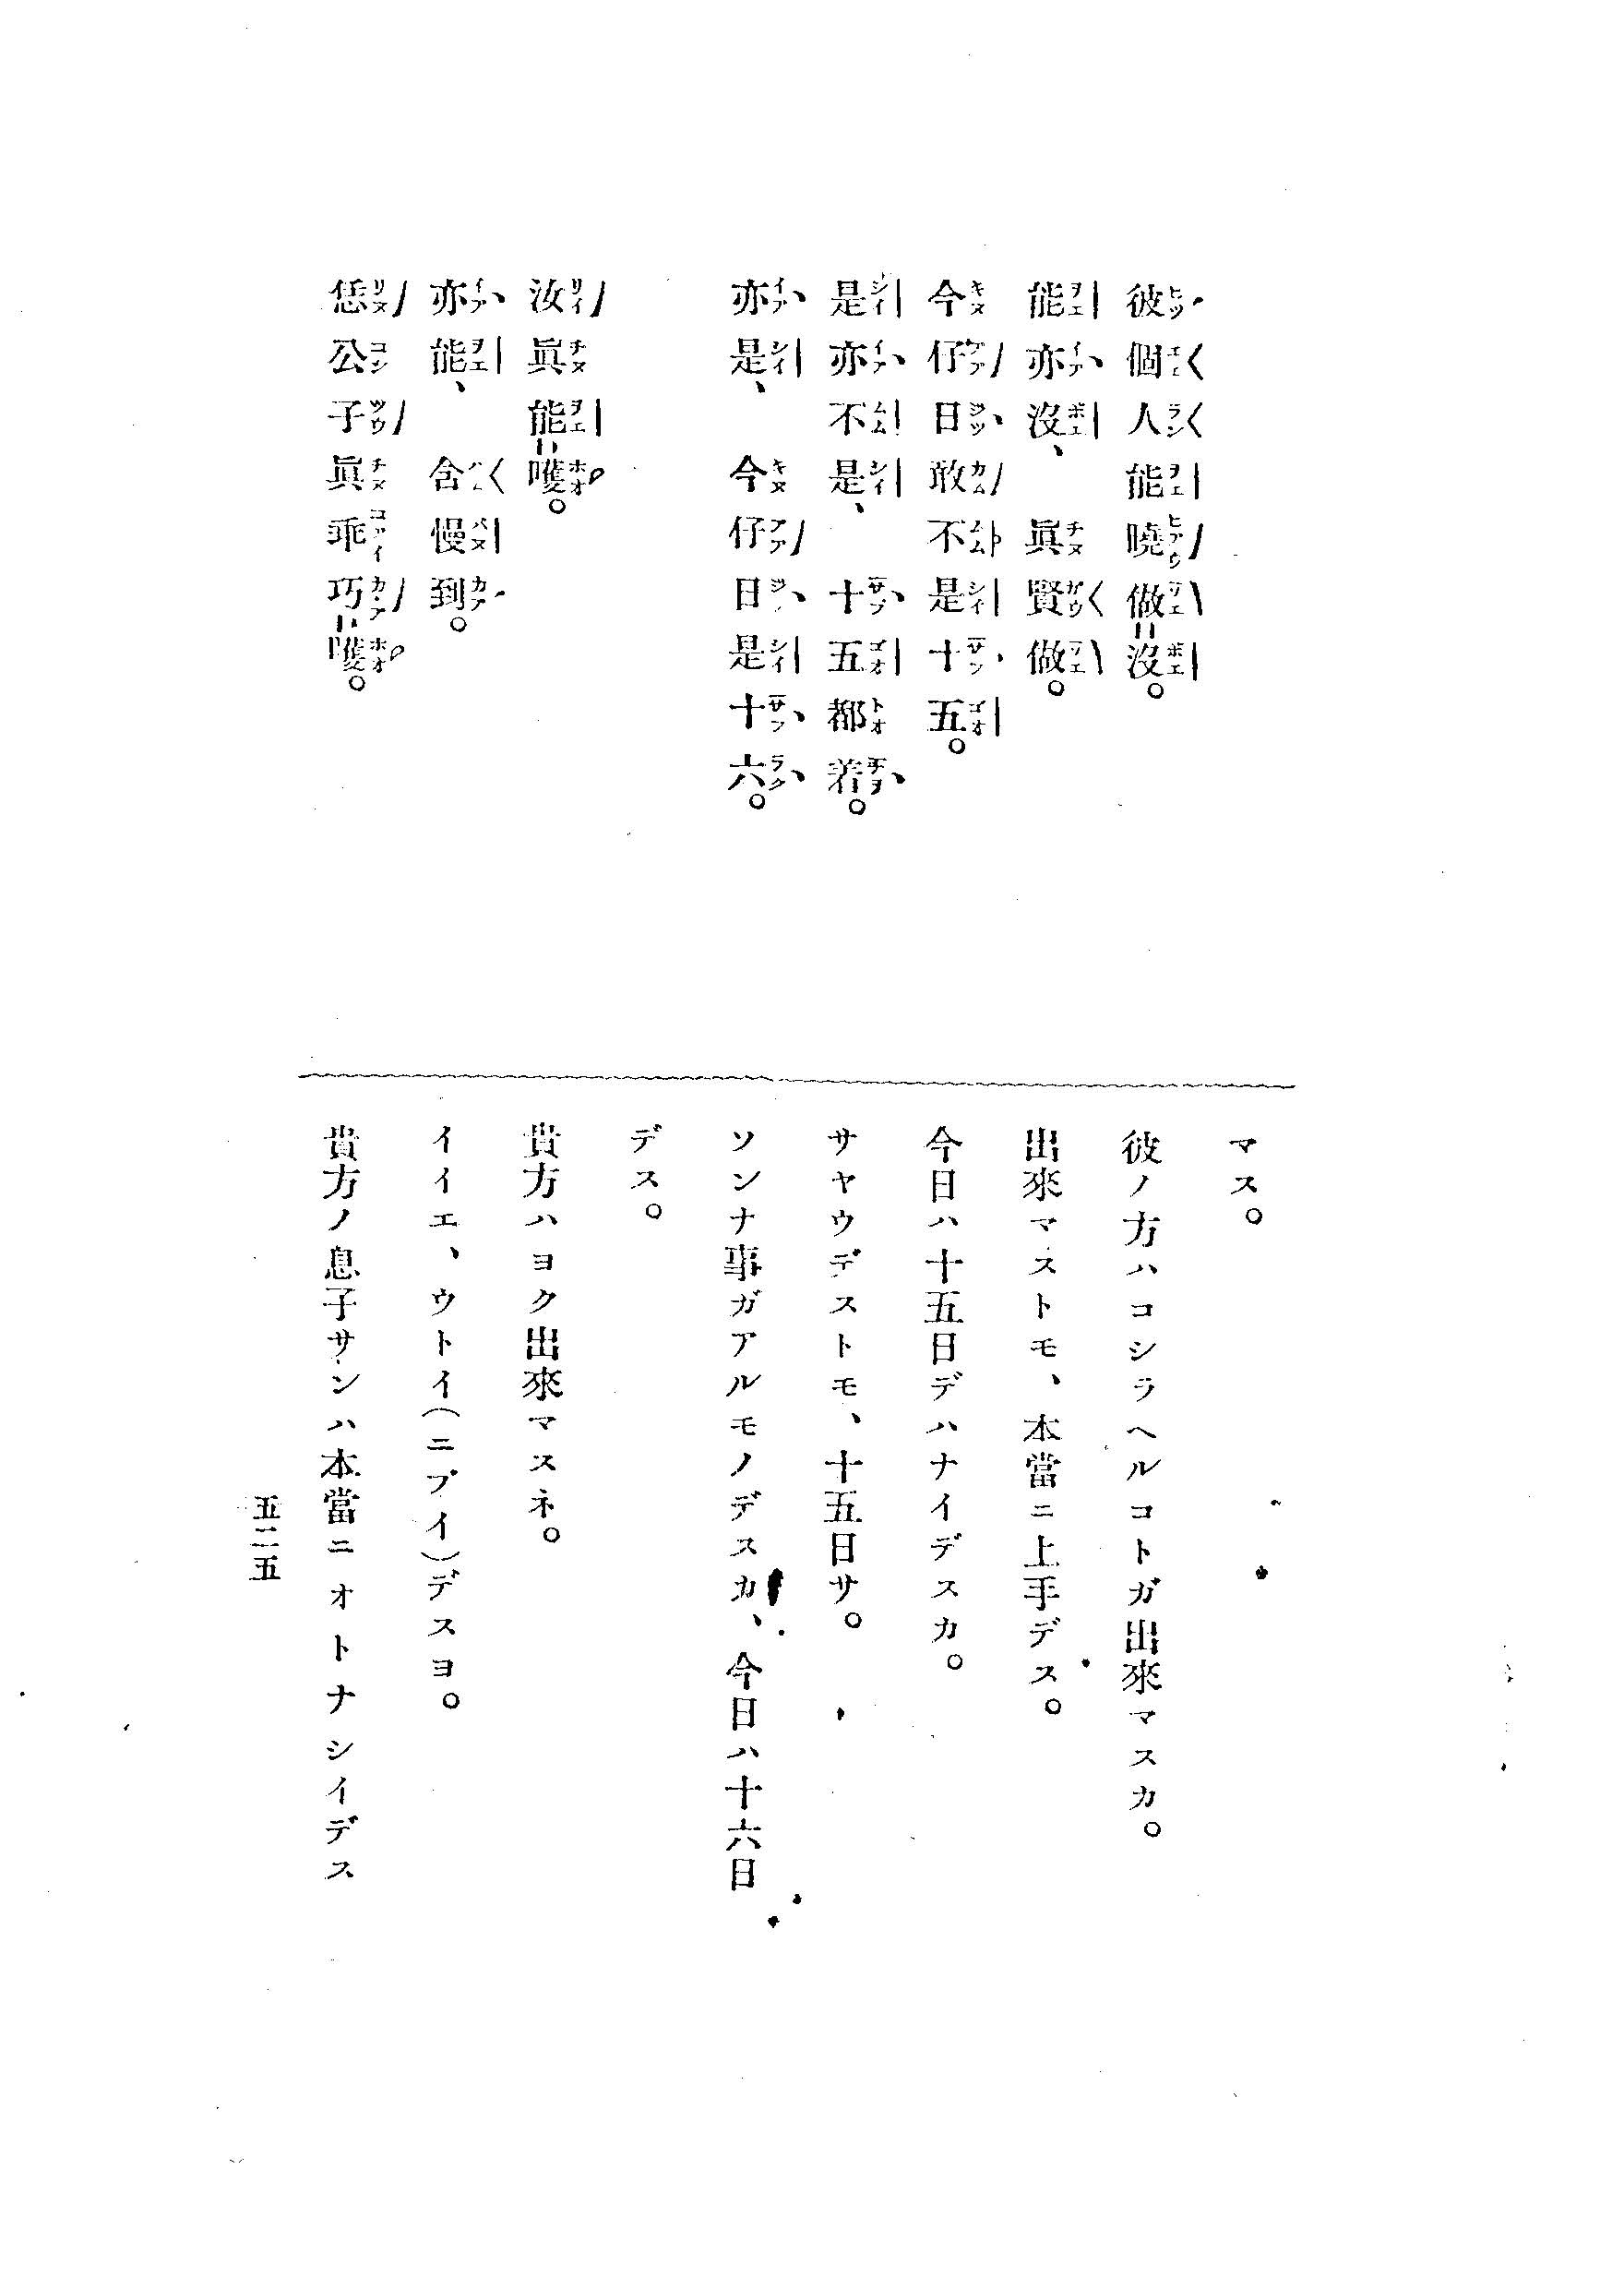 彼個人能曉做＝沒。
能亦沒、眞賢做。
今仔日敢不是十五。
是亦不是、十五都着。
亦是、今仔日是十六。
汝眞能＝嚄。
亦能、含慢到。
恁公子眞乖巧＝嚄。
マス。
彼ノ方ハコシラヘルコトガ出來マスカ。
出來マストモ、本當ニ上手デス。
今日ハ十五日デハナイデスカ。
サヤウデストモ、十五日サ。
ソンナ事ガアルモノデスカ、今日ハ十六日
デス。
貴方ハヨク出來マスネ。
イイエ、ウトイ(ニブイ)デスヨ。
貴方ノ息子サンハ本當ニオトナシイデス
五二五